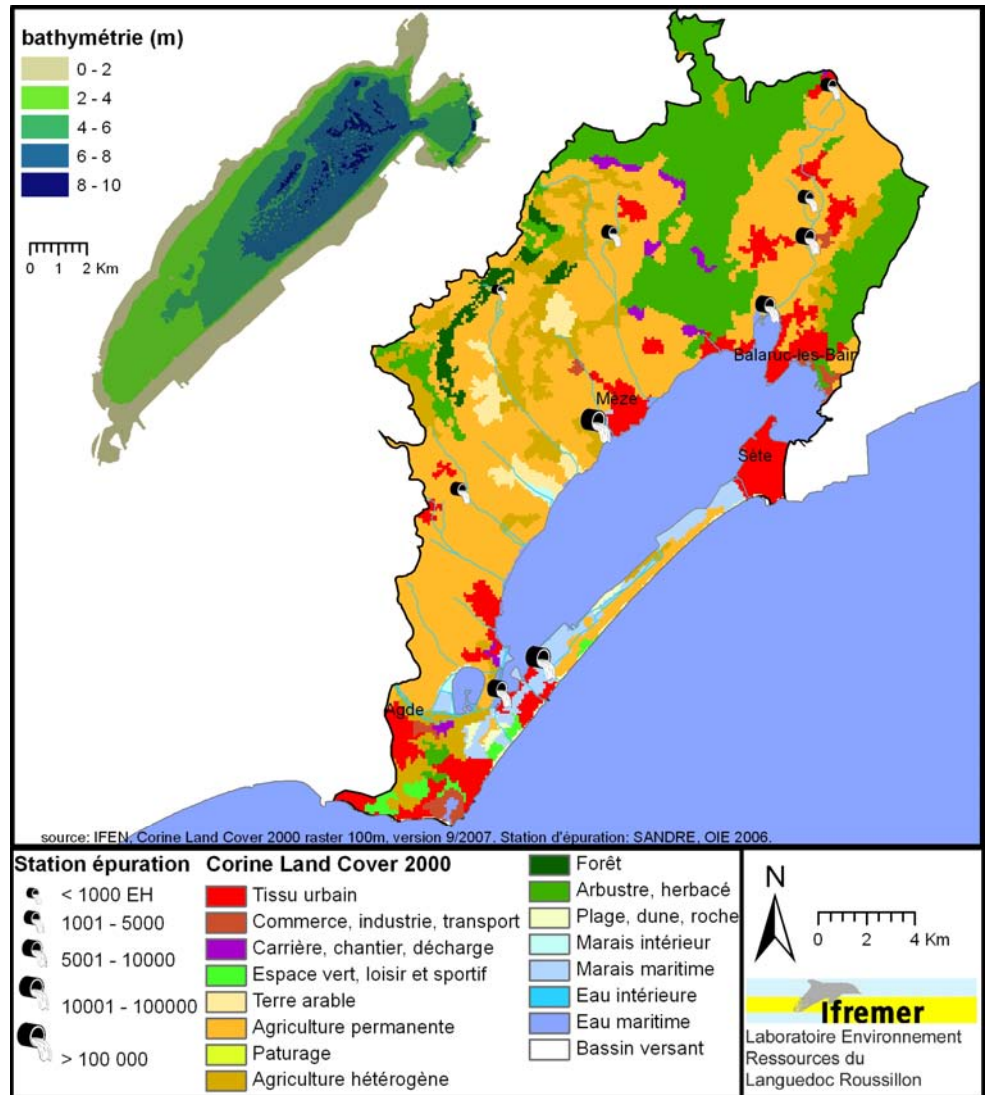 bathymétrie (m)
0 - 2
2 - 4
4 - 6
6 - 8
8 - 10
0 1 2 Km
Balaruc-les-Bain
Mèze
Sète
Agde
source: IFEN, Corine Land Cover 2000 raster 100m, version 9/2007. Station d'épuration: SANDRE, OIE 2006.
Station épuration
< 1000 EH
1001 - 5000
5001 - 10000
10001 - 100000
> 100 000
Corine Land Cover 2000
Tissu urbain
Commerce, industrie, transport
Carrière, chantier, décharge
Espace vert, loisir et sportif
Terre arable
Agriculture permanente
Paturage
Agriculture hétérogène
Forêt
Arbustre, herbacé
Plage, dune, roche
Marais intérieur
Marais maritime
Eau intérieure
Eau maritime
Bassin versant
N
0 2 4 Km
Ifremer
Laboratoire Environnement
Ressources du
Languedoc Roussillon